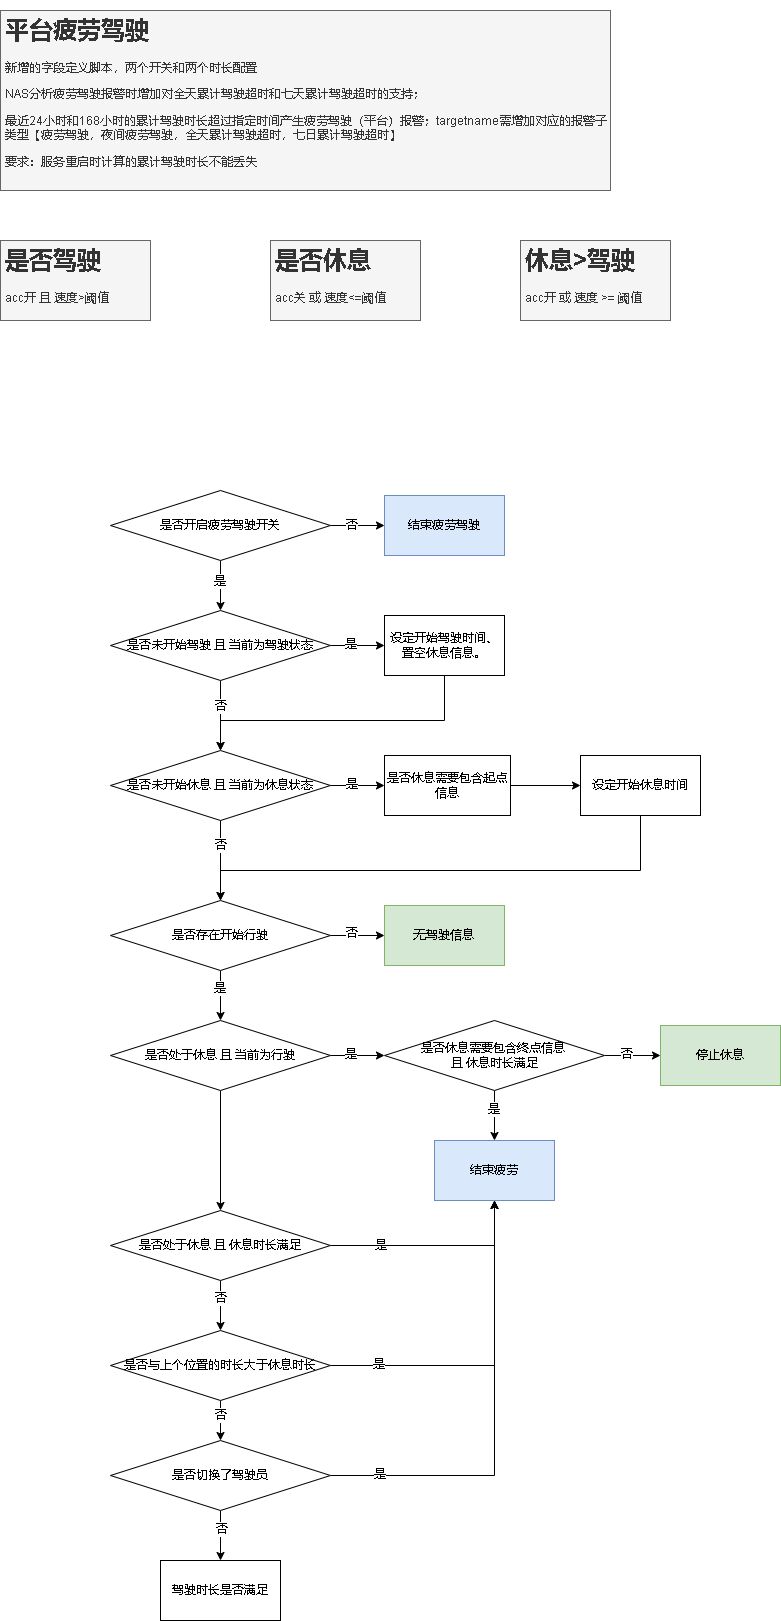 平台疲劳驾驶
新增的字段定义脚本，两个开关和两个时长配置
NAS分析疲劳驾驶报警时增加对全天累计驾驶超时和七天累计驾驶超时的支持；
最近24小时和168小时的累计驾驶时长超过指定时间产生疲劳驾驶（平台）报警；targetname需增加对应的报警子
类型【疲劳驾驶，夜间疲劳驾驶，全天累计驾驶超时，七日累计驾驶超时】
要求：服务重启时计算的累计驾驶时长不能丢失
是否驾驶
acc开 且 速度>阈值
是否休息
acc关 或 速度<=阈值
休息>驾驶
acc开 或 速度 >= 阈值
是否开启疲劳驾驶开关
否
结束疲劳驾驶
是
是否未开始驾驶 且 当前为驾驶状态
是
设定开始驾驶时间、
置空休息信息。
否
是否未开始休息 且 当前为休息状态
是
是否休息需要包含起点
信息
设定开始休息时间
否
是否存在开始行驶
否
无驾驶信息
是
是否处于休息 且 当前为行驶
是
是否休息需要包含终点信息
且 休息时长满足
否
停止休息
是
结束疲劳
是否处于休息 且 休息时长满足
是
否
是否与上个位置的时长大于休息时长
是
否
是否切换了驾驶员
是
否
驾驶时长是否满足